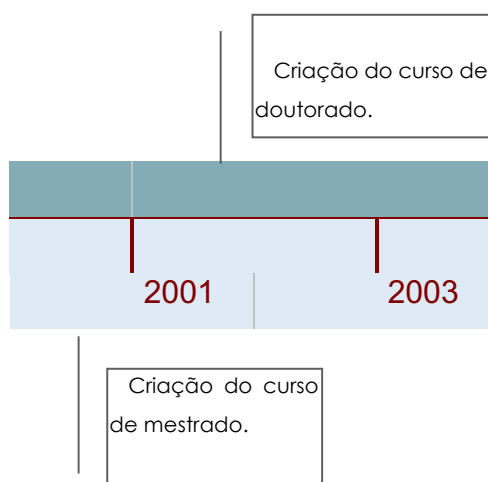 Criação do curso de
doutorado.
2001
2003
Criação do curso
de mestrado.